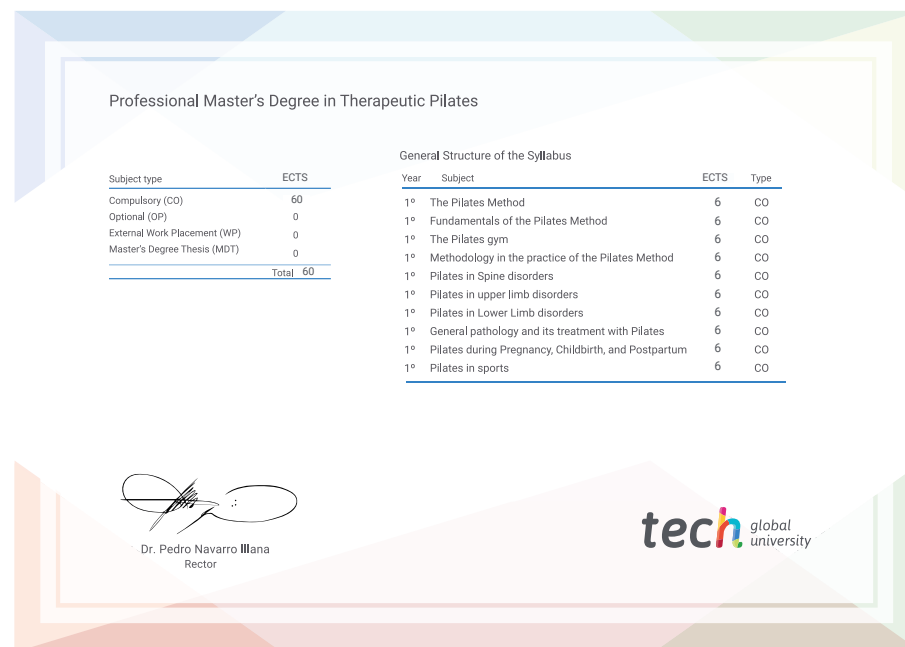 Professional Master's Degree in Therapeutic Pilates
Subject type ECTS
Compulsory (CO) 60
Optional (OP) 0
External Work Placement (WP) 0
Master's Degree Thesis (MDT) 0
Total 60
General Structure of the Syllabus
Year Subject ECTS Type
1º The Pilates Method 6 CO
1º Fundamentals of the Pilates Method 6 CO
1º The Pilates gym 6 CO
1º Methodology in the practice of the Pilates Method 6 CO
1º Pilates in Spine disorders 6 CO
1º Pilates in upper limb disorders 6 CO
1º Pilates in Lower Limb disorders 6 CO
1º General pathology and its treatment with Pilates 6 CO
1º Pilates during Pregnancy, Childbirth, and Postpartum 6 CO
1º Pilates in sports 6 CO
Dr. Pedro Navarro Illana
Rector
tech global
university